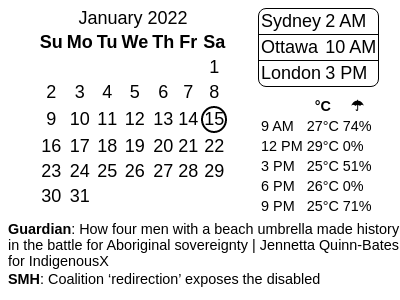 January 2022
Su Mo Tu We Th Fr Sa
1
2 3 4 5 6 7 8
9 10 11 12 13 14 15
16 17 18 19 20 21 22
23 24 25 26 27 28 29
30 31
Sydney 2 AM
Ottawa 10 AM
London 3 PM
°C ☂
9 AM 27°C 74%
12 PM 29°C 0%
3 PM 25°C 51%
6 PM 26°C 0%
9 PM 25°C 71%
Guardian: How four men with a beach umbrella made history
in the battle for Aboriginal sovereignty | Jennetta Quinn-Bates
for IndigenousX
SMH: Coalition ‘redirection’ exposes the disabled